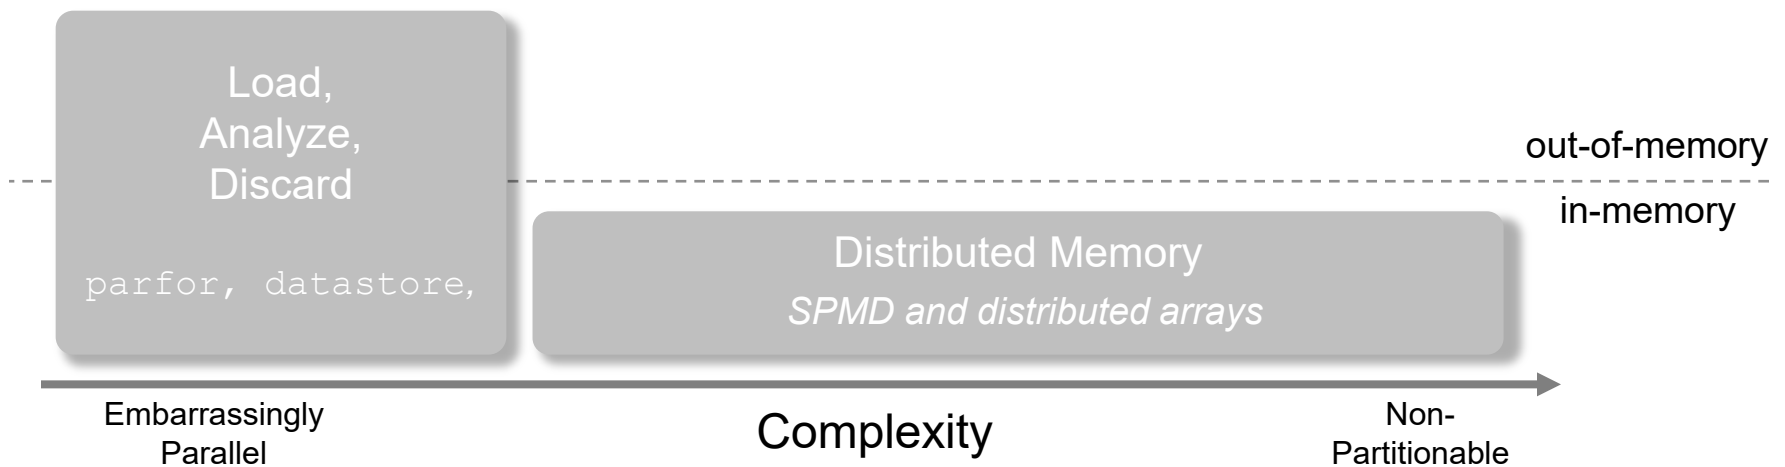 Load,
Analyze,
Discard
parfor, datastore,
out-of-memory
in-memory
Distributed Memory
SPMD and distributed arrays
Embarrassingly
Parallel
Complexity
Non-
Partitionable